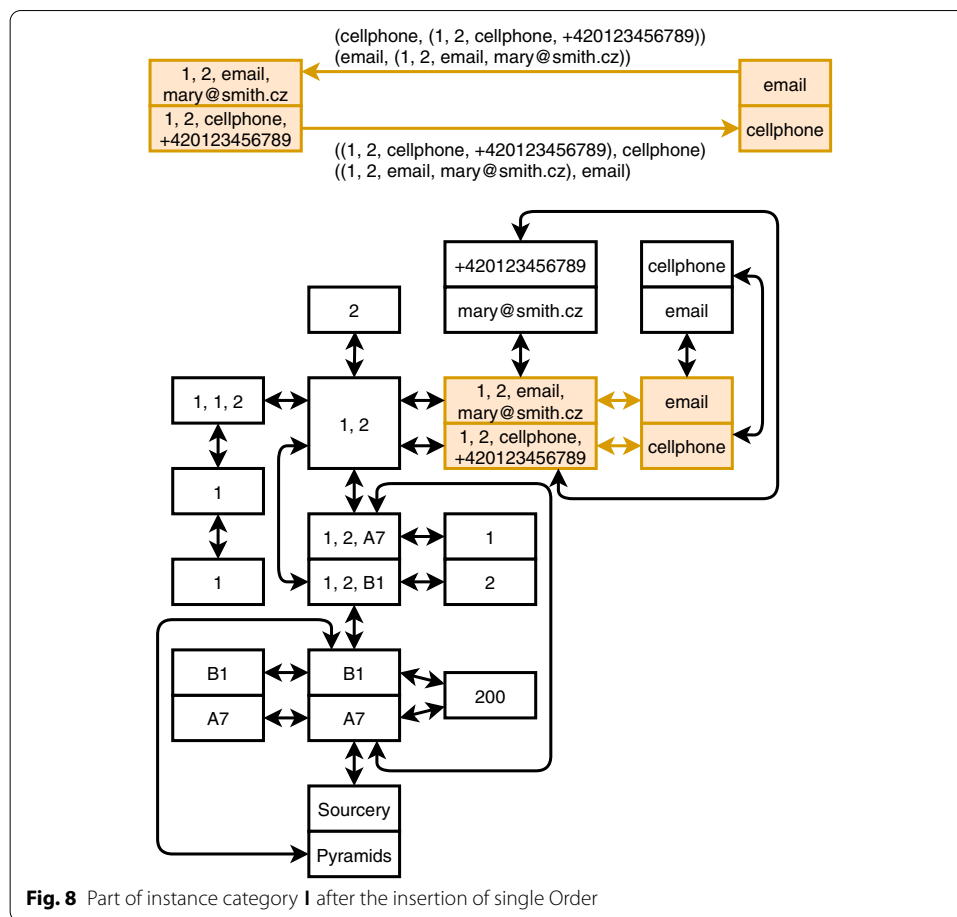 (cellphone, (1, 2, cellphone, +420123456789))
(email, (1, 2, email, mary@smith.cz))
1, 2, email,
mary@smith.cz
1, 2, cellphone,
+420123456789
email
cellphone
((1, 2, cellphone, +420123456789), cellphone)
((1, 2, email, mary@smith.cz), email)
+420123456789
mary@smith.cz
cellphone
email
2
1, 1, 2
1, 2
1, 2, email,
mary@smith.cz
1, 2, cellphone,
+420123456789
email
cellphone
1
1
1, 2, A7
1, 2, B1
1
2
B1
A7
B1
A7
200
Sourcery
Pyramids
Fig. 8 Part of instance category I after the insertion of single Order